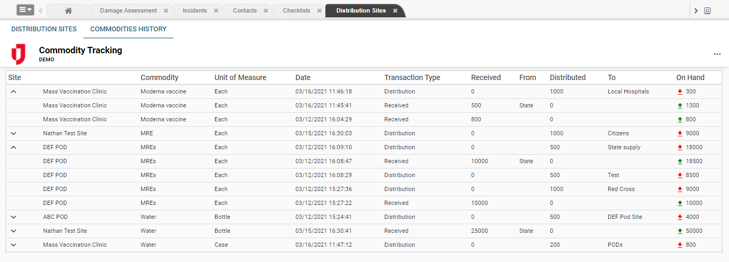 Damage Assessment Incidents Contacts Checklists Distribution Sites
DISTRIBUTION SITES COMMODITIES HISTORY
Commodity Tracking
DEMO
Site Commodity Unit of Measure Date Transaction Type Received From Distributed To On Hand
Mass Vaccination Clinic Moderna vaccine Each 03/16/2021 11:46:18 Distribution 0 1000 Local Hospitals 300
Mass Vaccination Clinic Moderna vaccine Each 03/16/2021 11:45:41 Received 500 State 0 1300
Mass Vaccination Clinic Moderna vaccine Each 03/12/2021 16:04:29 Received 800 0 800
Nathan Test Site MRE Each 03/15/2021 16:30:03 Distribution 0 1000 Citizens 9000
DEF POD MREs Each 03/12/2021 16:09:10 Distribution 0 500 State supply 18000
DEF POD MREs Each 03/12/2021 16:08:47 Received 10000 State 0 18500
DEF POD MREs Each 03/12/2021 16:08:29 Distribution 0 500 Test 8500
DEF POD MREs Each 03/12/2021 15:27:36 Distribution 0 1000 Red Cross 9000
DEF POD MREs Each 03/12/2021 15:27:22 Received 10000 0 10000
ABC POD Water Bottle 03/12/2021 15:24:41 Distribution 0 500 DEF Pod Site 4000
Nathan Test Site Water Bottle 03/15/2021 16:30:41 Received 25000 State 0 50000
Mass Vaccination Clinic Water Case 03/16/2021 11:47:12 Distribution 0 200 PODs 800